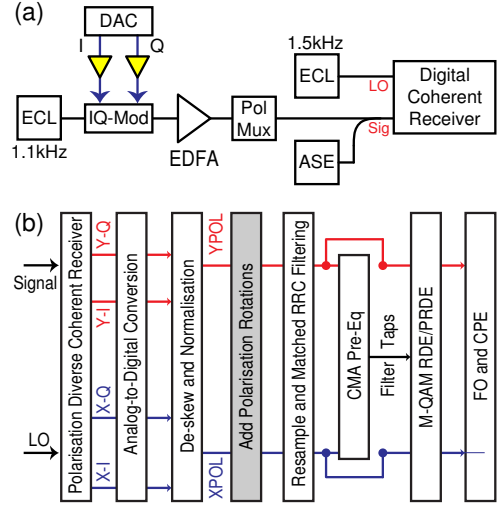 (a)
DAC
I
Q
1.5kHz
ECL
LO
Digital
Coherent
Receiver
ECL
IQ-Mod
Pol
Mux
Sig
1.1kHz
EDFA
ASE
(b)
Signal
LO
Polarisation Diverse Coherent Receiver
Y-Q
Y-I
X-Q
X-I
Analog-to-Digital Conversion
De-skew and Normalisation
YPOL
XPOL
Add Polarisation Rotations
Resample and Matched RRC Filtering
CMA Pre-Eq
Filter Taps
M-QAM RDE/PRDE
FO and CPE